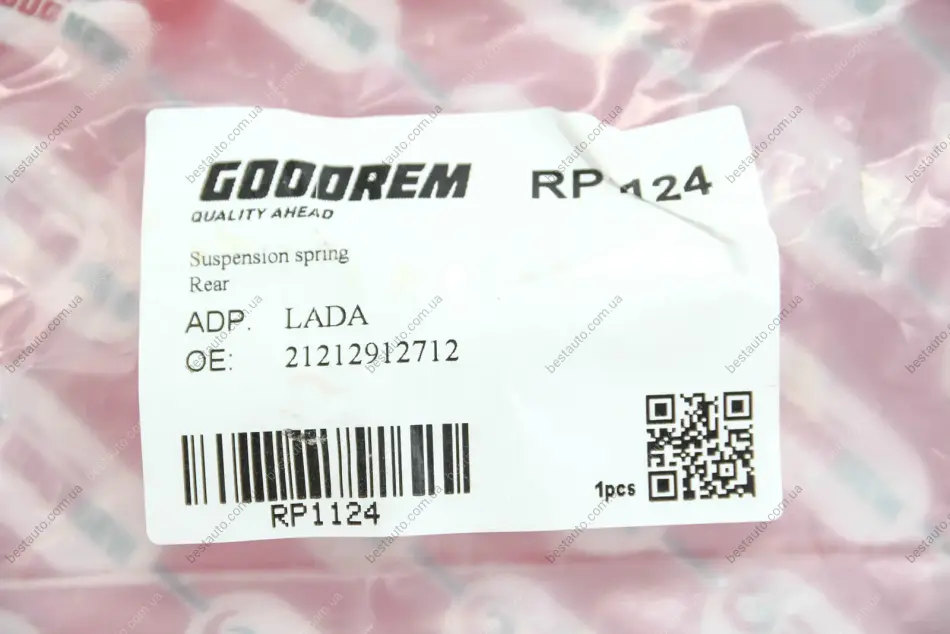 GOODREM
QUALITY AHEAD
RP 124
Suspension spring
Rear
ADP. LADA
OE: 21212912712
RP1124
1pcs
bestauto.com.ua